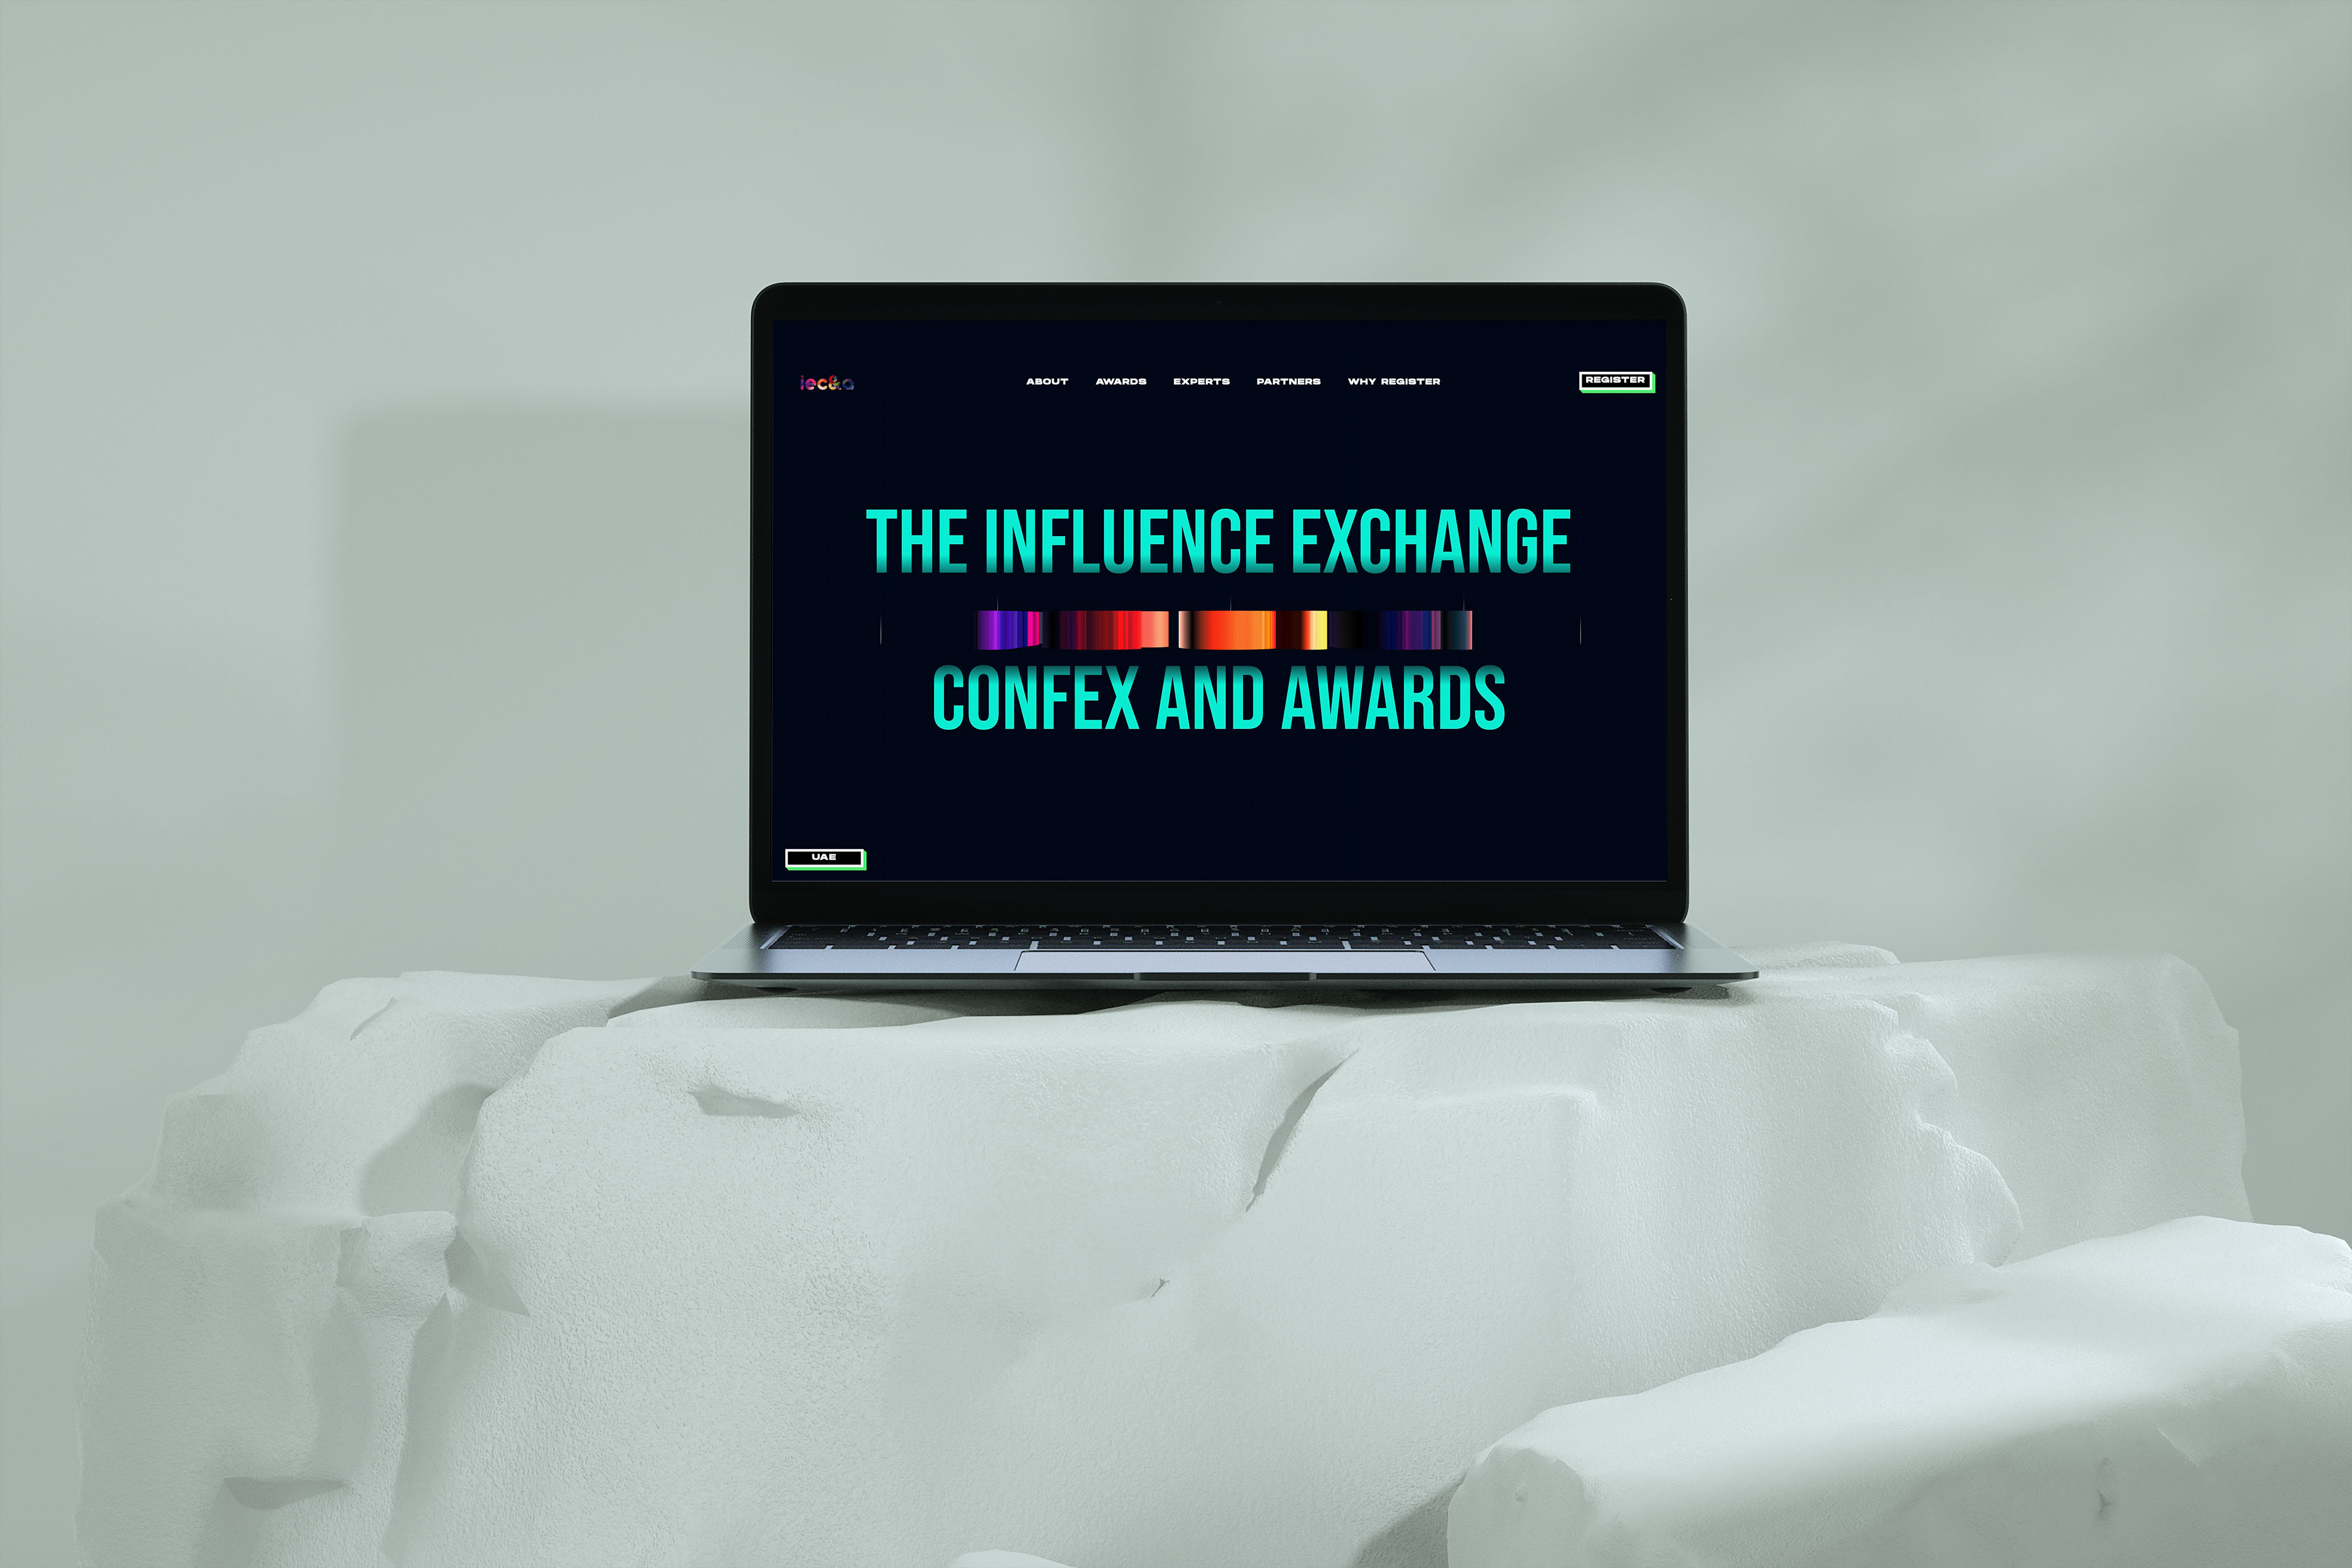 iec&a
ABOUT AWARDS EXPERTS PARTNERS WHY REGISTER
REGISTER
THE INFLUENCE EXCHANGE
CONFEX AND AWARDS
UAE